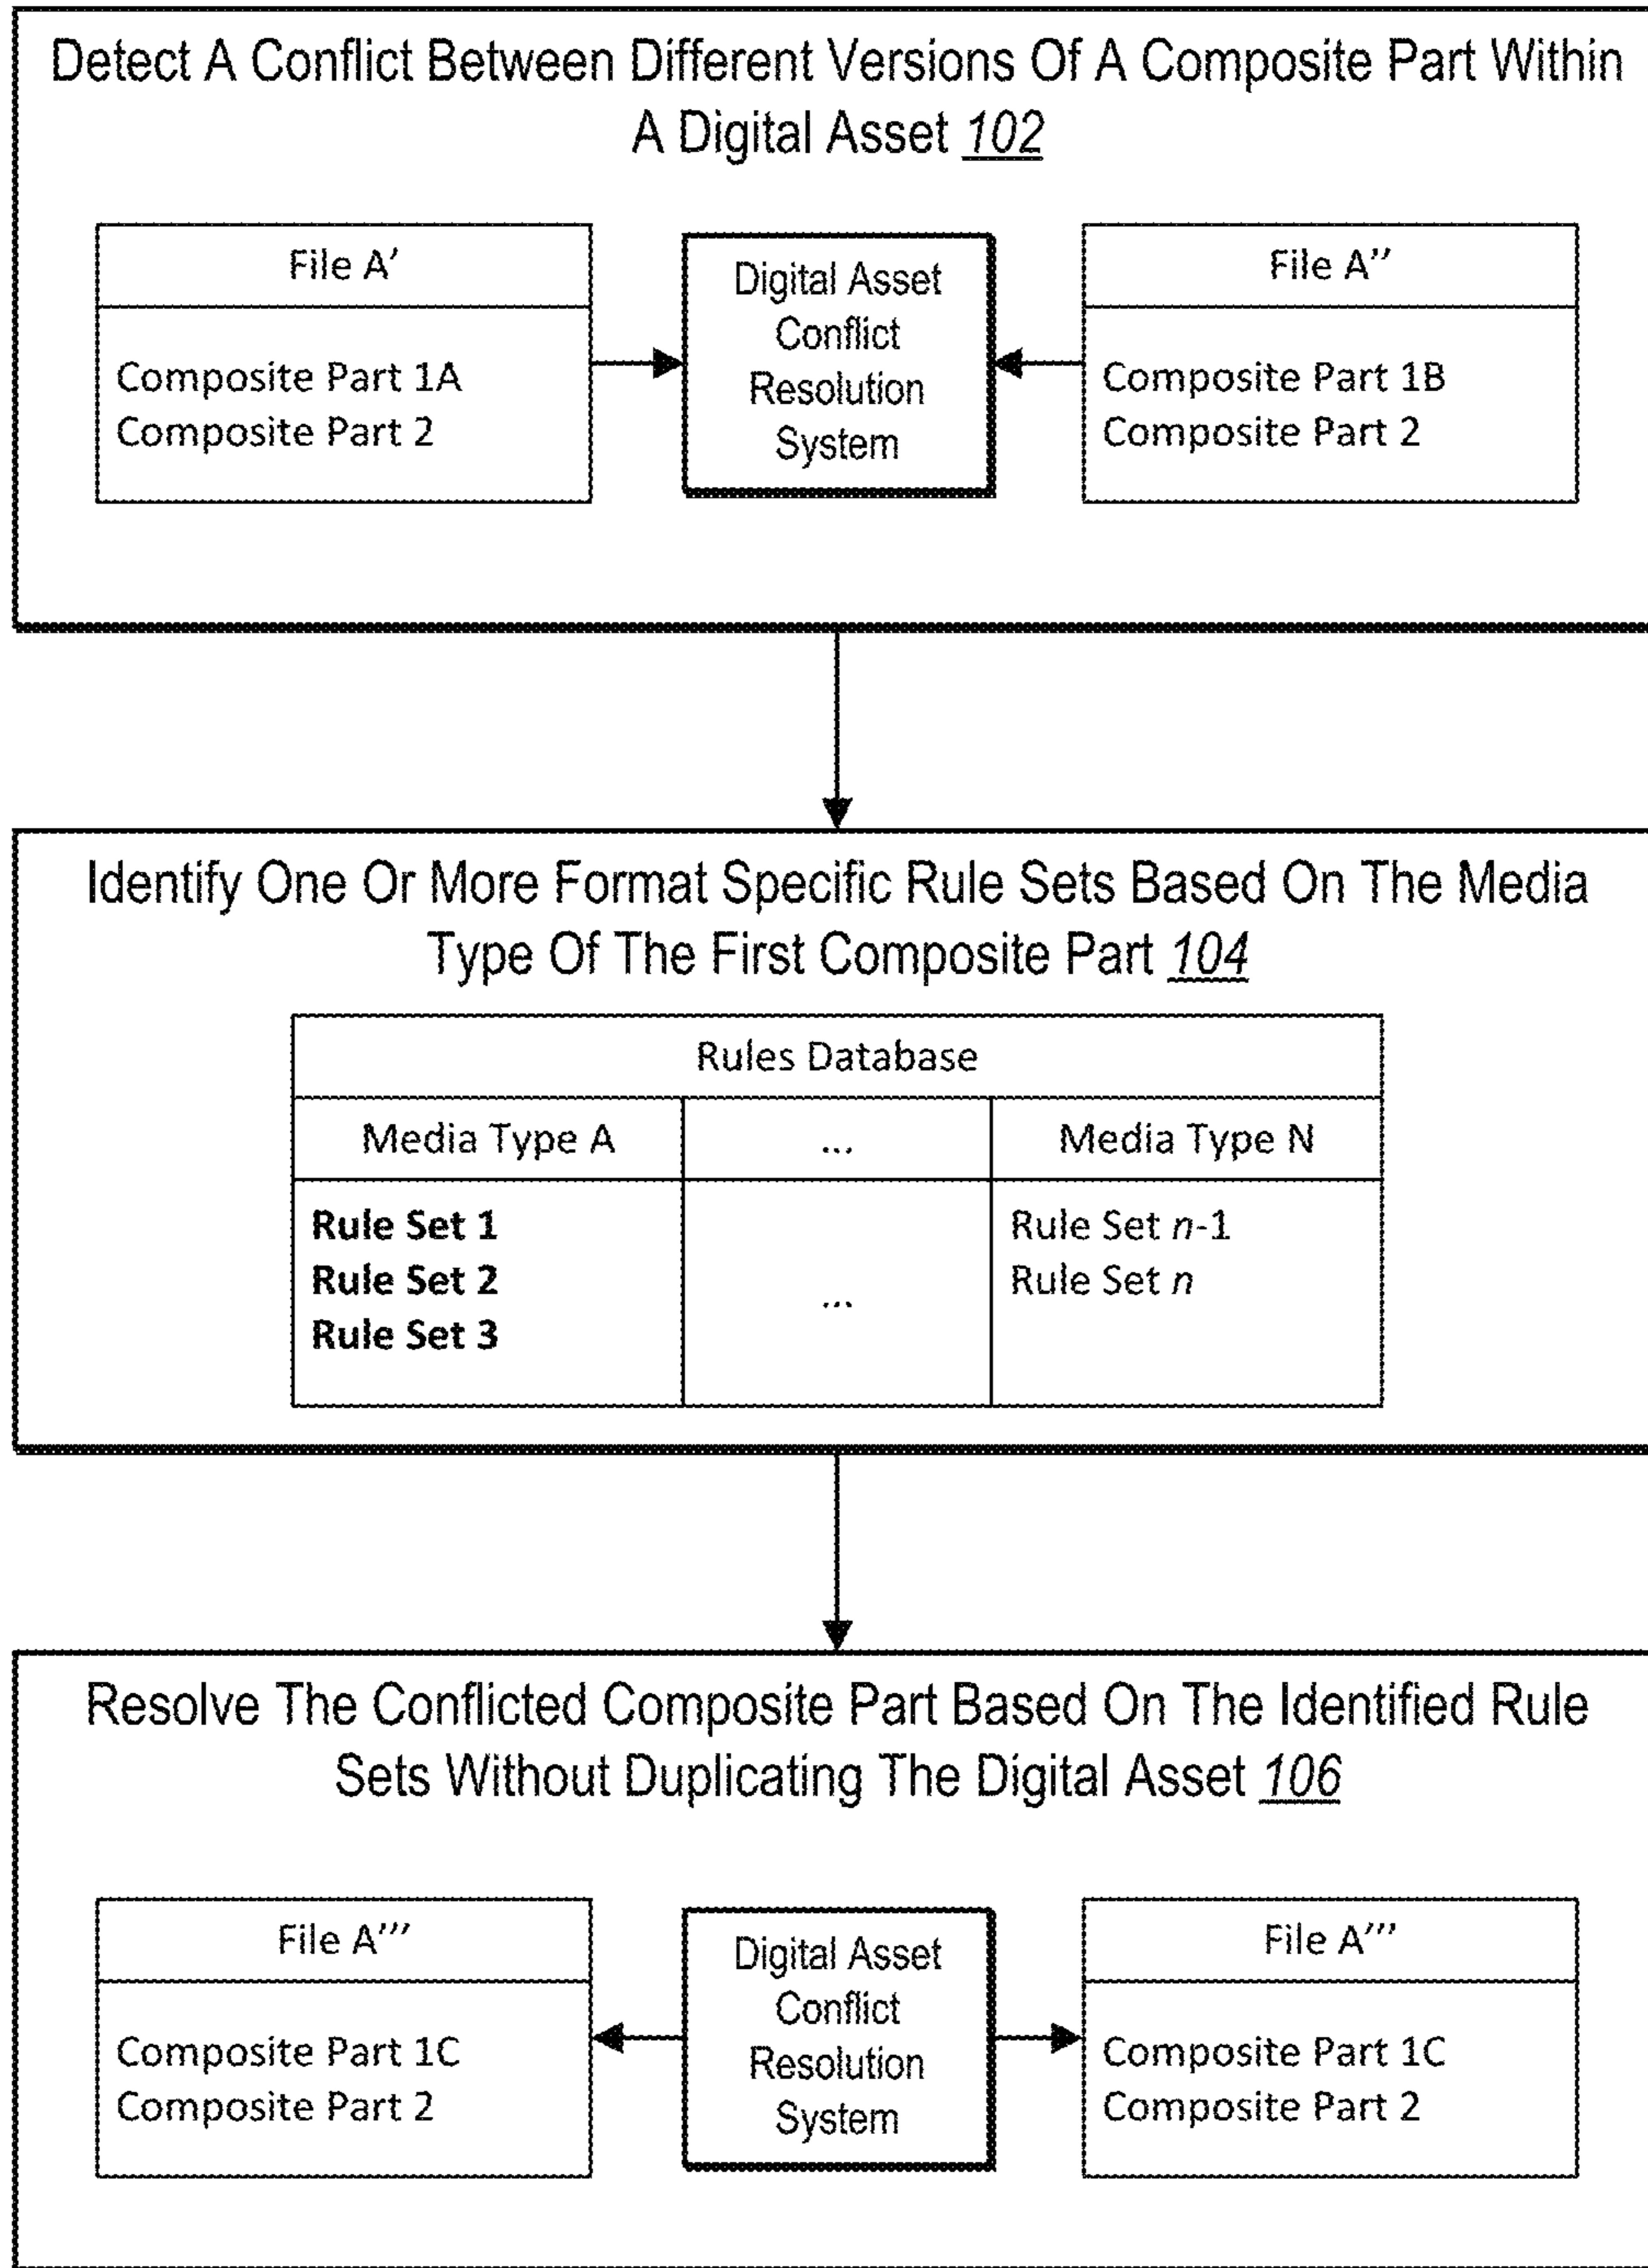 Detect A Conflict Between Different Versions Of A Composite Part Within
A Digital Asset 102
File A'
Composite Part 1A
Composite Part 2
Digital Asset
Conflict
Resolution
System
File A''
Composite Part 1B
Composite Part 2
Identify One Or More Format Specific Rule Sets Based On The Media
Type Of The First Composite Part 104
Rules Database
Media Type A
...
Media Type N
Rule Set 1
Rule Set 2
Rule Set 3
...
Rule Set n-1
Rule Set n
Resolve The Conflicted Composite Part Based On The Identified Rule
Sets Without Duplicating The Digital Asset 106
File A'''
Composite Part 1C
Composite Part 2
Digital Asset
Conflict
Resolution
System
File A'''
Composite Part 1C
Composite Part 2